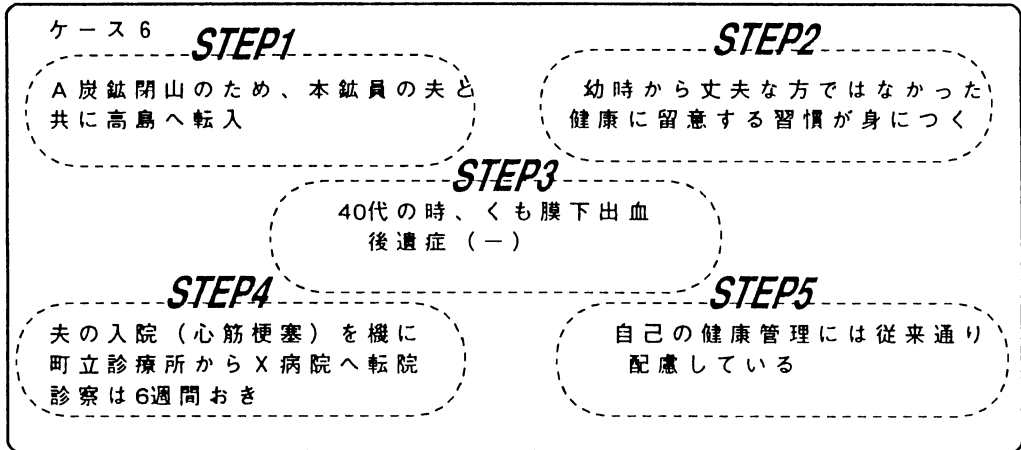 ケース6
STEP1
A炭鉱閉山のため、本鉱員の夫と
共に高島へ転入
STEP2
幼時から丈夫な方ではなかった
健康に留意する習慣が身につく
STEP3
40代の時、くも膜下出血
後遺症(-)
STEP4
夫の入院(心筋梗塞)を機に
町立診療所からX病院へ転院
診察は6週間おき
STEP5
自己の健康管理には従来通り
配慮している